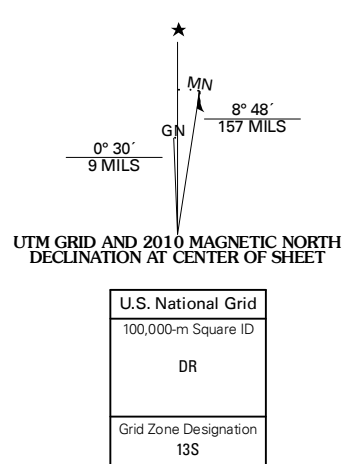 ★
MN
8° 48´
157 MILS
GN
0° 30´
9 MILS
UTM GRID AND 2010 MAGNETIC NORTH
DECLINATION AT CENTER OF SHEET
U.S. National Grid
100,000-m Square ID
DR
Grid Zone Designation
13S